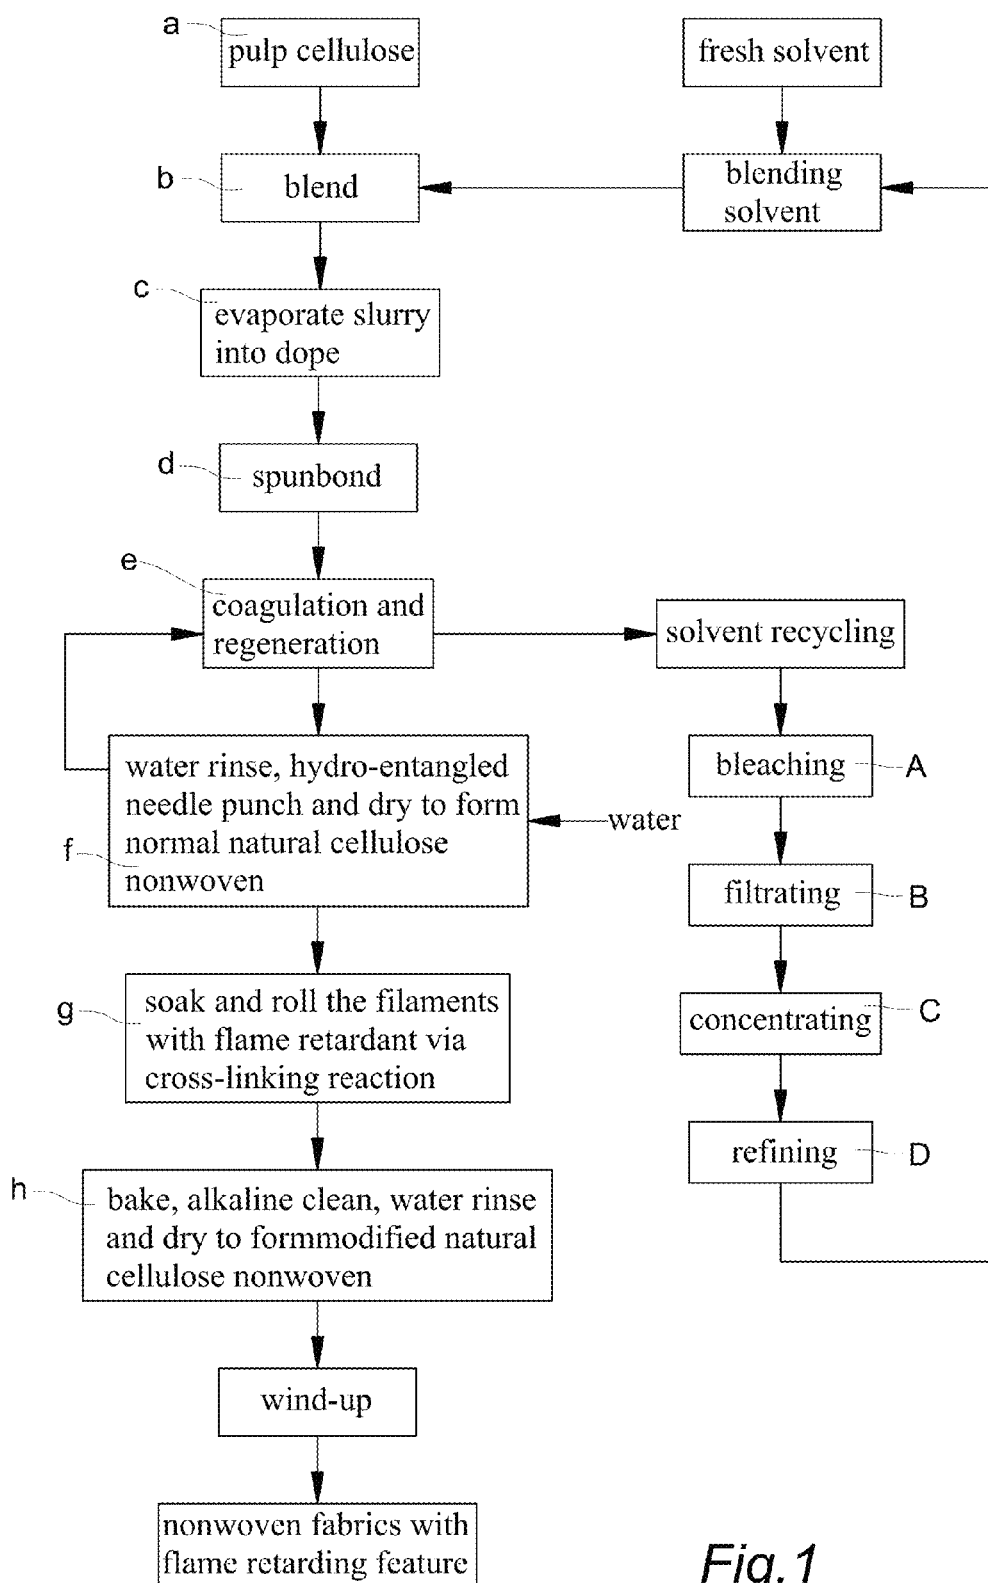 a
pulp cellulose
fresh solvent
b
blend
blending
solvent
c
evaporate slurry
into dope
d
spunbond
e
coagulation and
regeneration
solvent recycling
water rinse, hydro-entangled
needle punch and dry to form
normal natural cellulose
nonwoven
f
water
bleaching
A
filtrating
B
g
soak and roll the filaments
with flame retardant via
cross-linking reaction
concentrating
C
refining
D
h
bake, alkaline clean, water rinse
and dry to formmodified natural
cellulose nonwoven
wind-up
nonwoven fabrics with
flame retarding feature
Fig.1